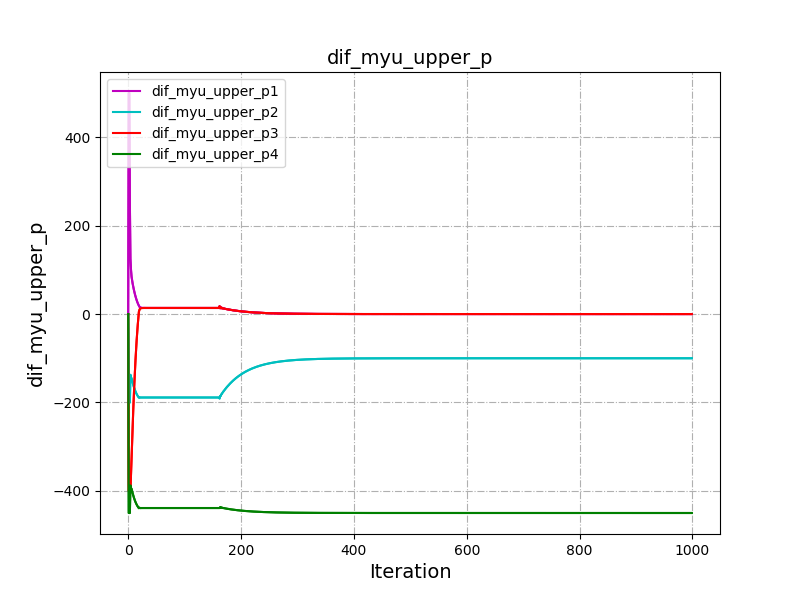 dif_myu_upper_p
dif_myu_upper_p1
dif_myu_upper_p2
dif_myu_upper_p3
dif_myu_upper_p4
dif_myu_upper_p
400
200
0
−200
−400
0 200 400 600 800 1000
Iteration